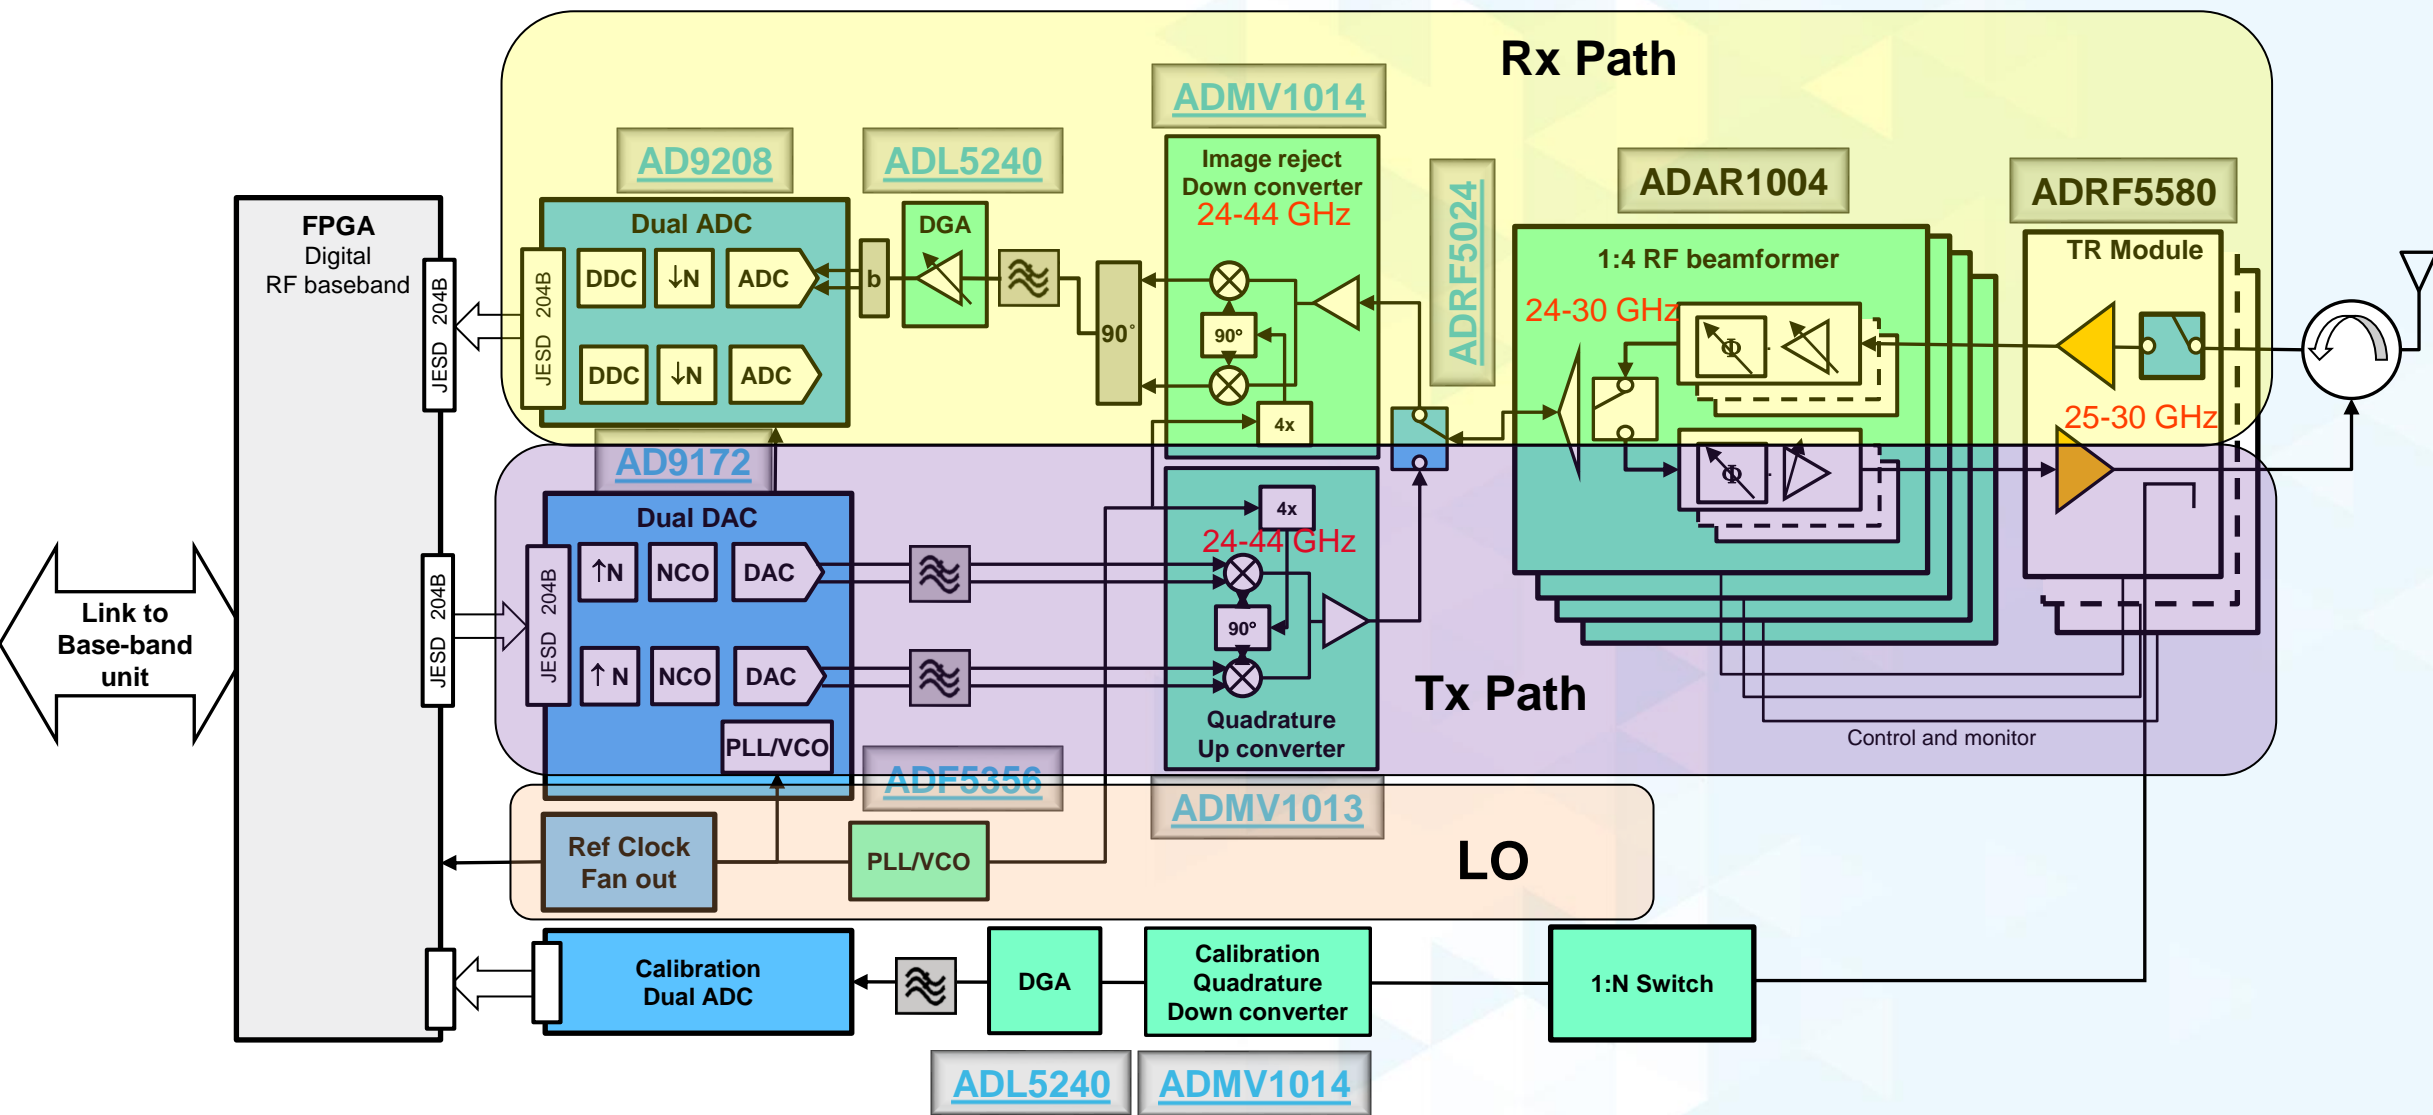 Rx Path
ADMV1014
AD9208
ADL5240
ADRF5024
ADAR1004
ADRF5580
Image reject
Down converter
24-44 GHz
FPGA
Digital
RF baseband
JESD 204B
JESD 204B
Dual ADC
DDC
↓N
ADC
DDC
↓N
ADC
b
DGA
90°
90°
4x
1:4 RF beamformer
24-30 GHz
Φ
Φ
TR Module
25-30 GHz
AD9172
Dual DAC
JESD 204B
JESD 204B
↑N
NCO
DAC
↑N
NCO
DAC
PLL/VCO
4x
24-44 GHz
90°
Quadrature
Up converter
Tx Path
Control and monitor
Link to
Base-band
unit
ADF5356
ADMV1013
Ref Clock
Fan out
PLL/VCO
LO
Calibration
Dual ADC
DGA
Calibration
Quadrature
Down converter
1:N Switch
ADL5240
ADMV1014